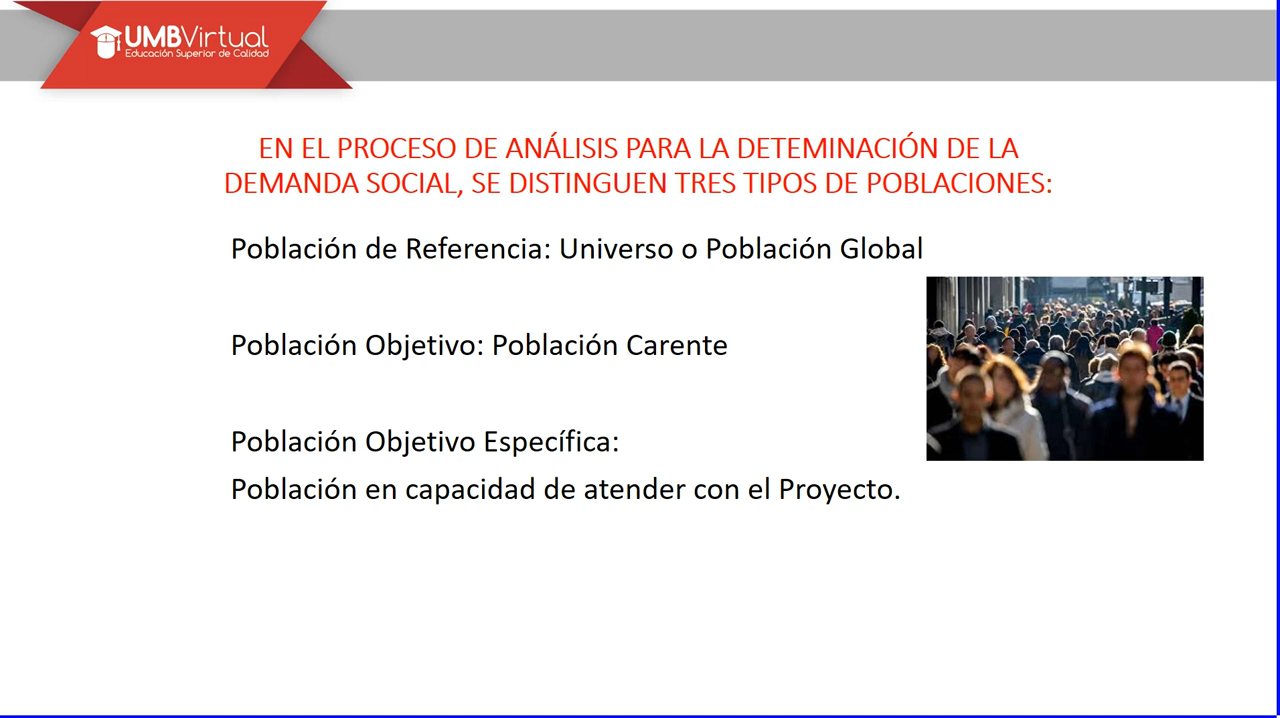 UMBVirtual
Educación Superior de Calidad
EN EL PROCESO DE ANÁLISIS PARA LA DETEMINACIÓN DE LA
DEMANDA SOCIAL, SE DISTINGUEN TRES TIPOS DE POBLACIONES:
Población de Referencia: Universo o Población Global
Población Objetivo: Población Carente
Población Objetivo Específica:
Población en capacidad de atender con el Proyecto.